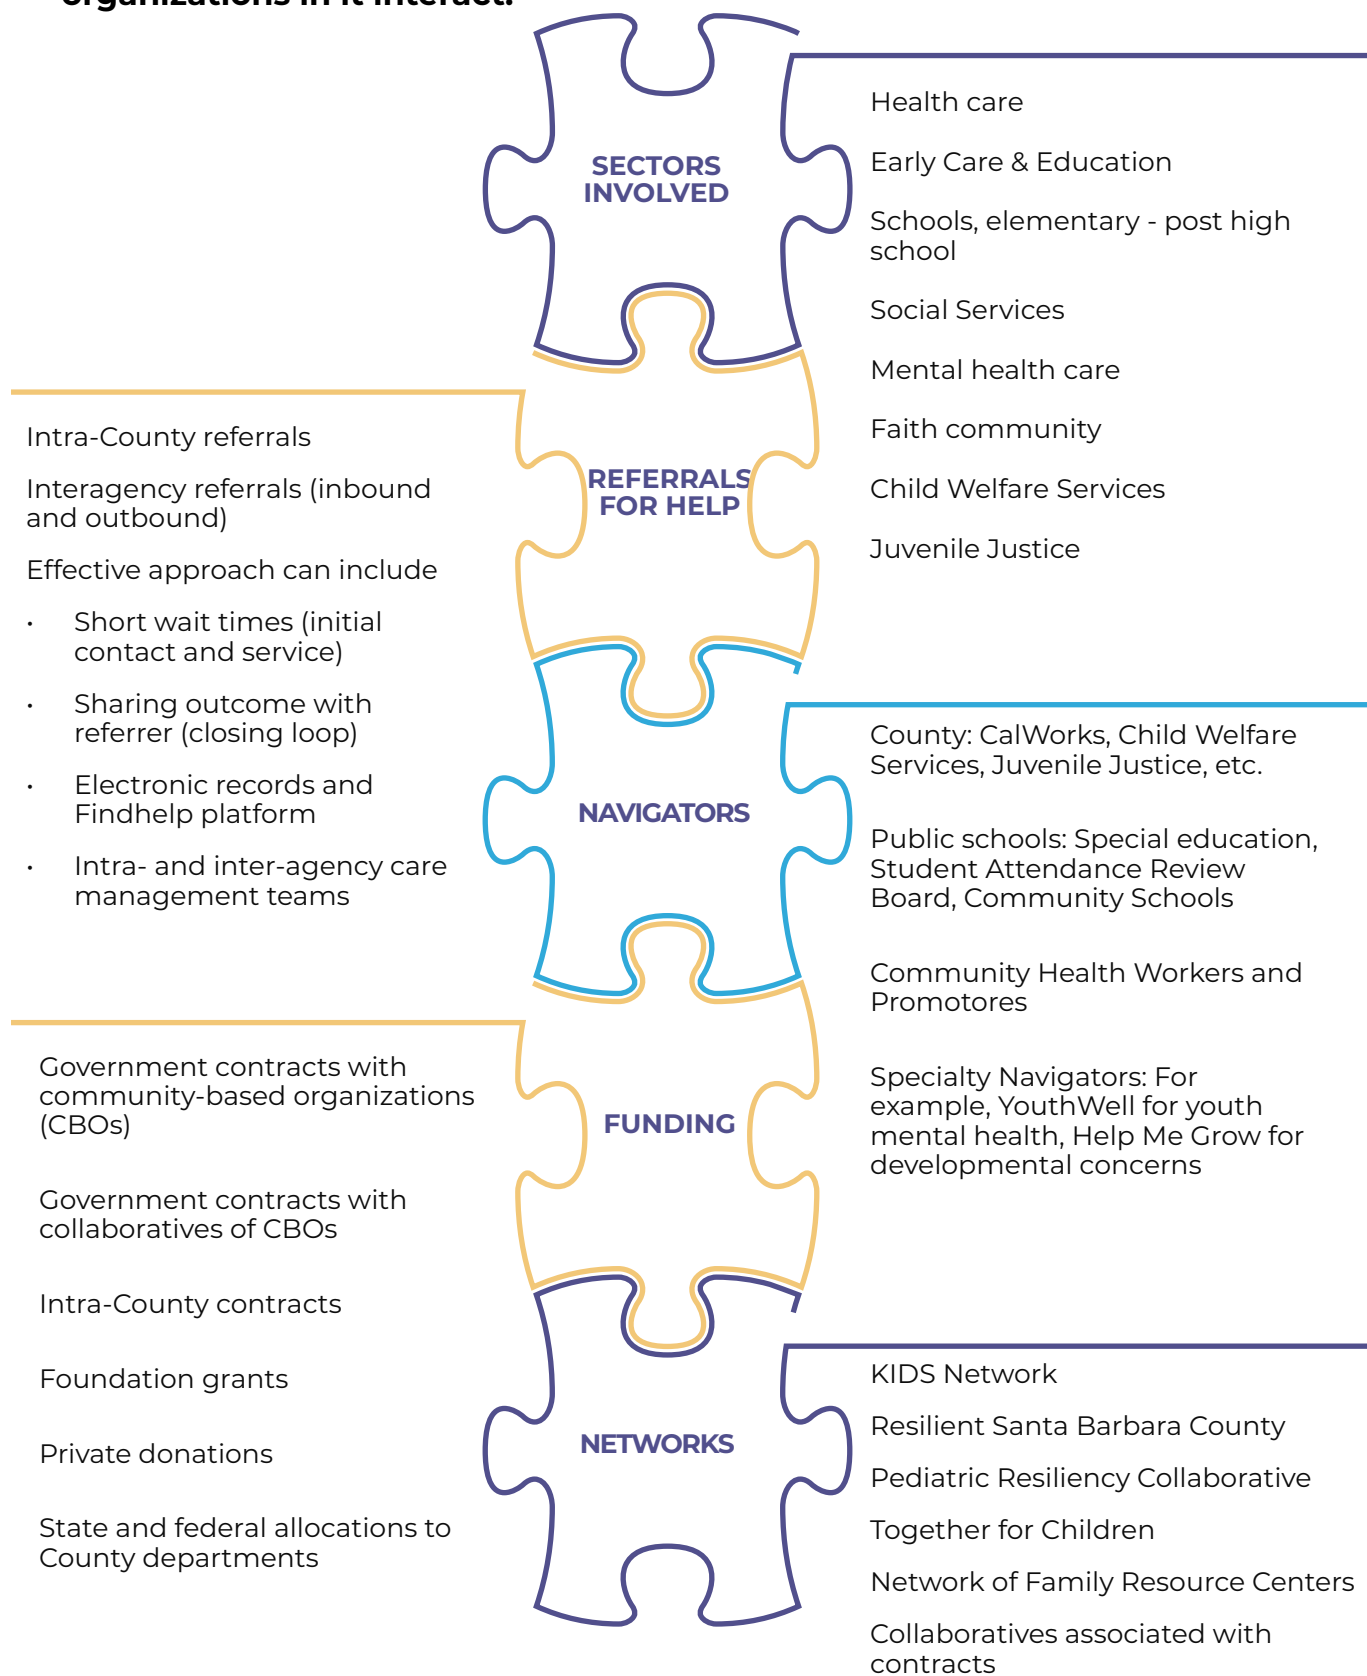 organizations in it interact.
SECTORS
INVOLVED
Health care
Early Care & Education
Schools, elementary - post high
school
Social Services
Mental health care
Faith community
Child Welfare Services
Juvenile Justice
REFERRALS
FOR HELP
Intra-County referrals
Interagency referrals (inbound
and outbound)
Effective approach can include
• Short wait times (initial
contact and service)
• Sharing outcome with
referrer (closing loop)
• Electronic records and
Findhelp platform
• Intra- and inter-agency care
management teams
NAVIGATORS
County: CalWorks, Child Welfare
Services, Juvenile Justice, etc.
Public schools: Special education,
Student Attendance Review
Board, Community Schools
Community Health Workers and
Promotores
Specialty Navigators: For
example, YouthWell for youth
mental health, Help Me Grow for
developmental concerns
FUNDING
Government contracts with
community-based organizations
(CBOs)
Government contracts with
collaboratives of CBOs
Intra-County contracts
Foundation grants
Private donations
State and federal allocations to
County departments
NETWORKS
KIDS Network
Resilient Santa Barbara County
Pediatric Resiliency Collaborative
Together for Children
Network of Family Resource Centers
Collaboratives associated with
contracts